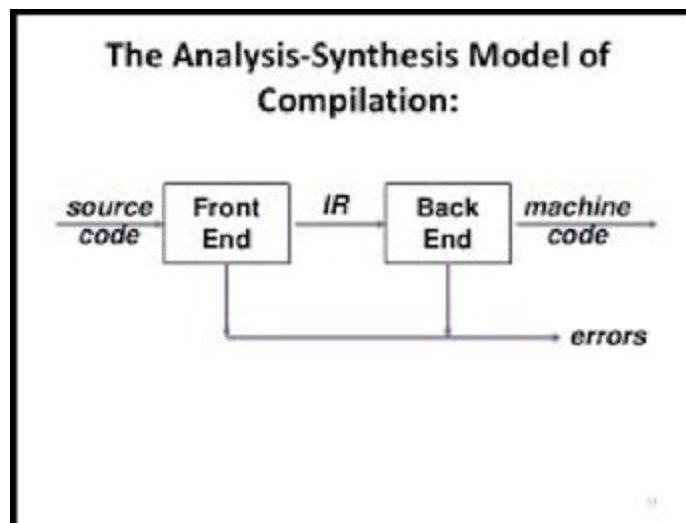 The Analysis-Synthesis Model of
Compilation:
source
code
Front
End
IR
Back
End
machine
code
errors